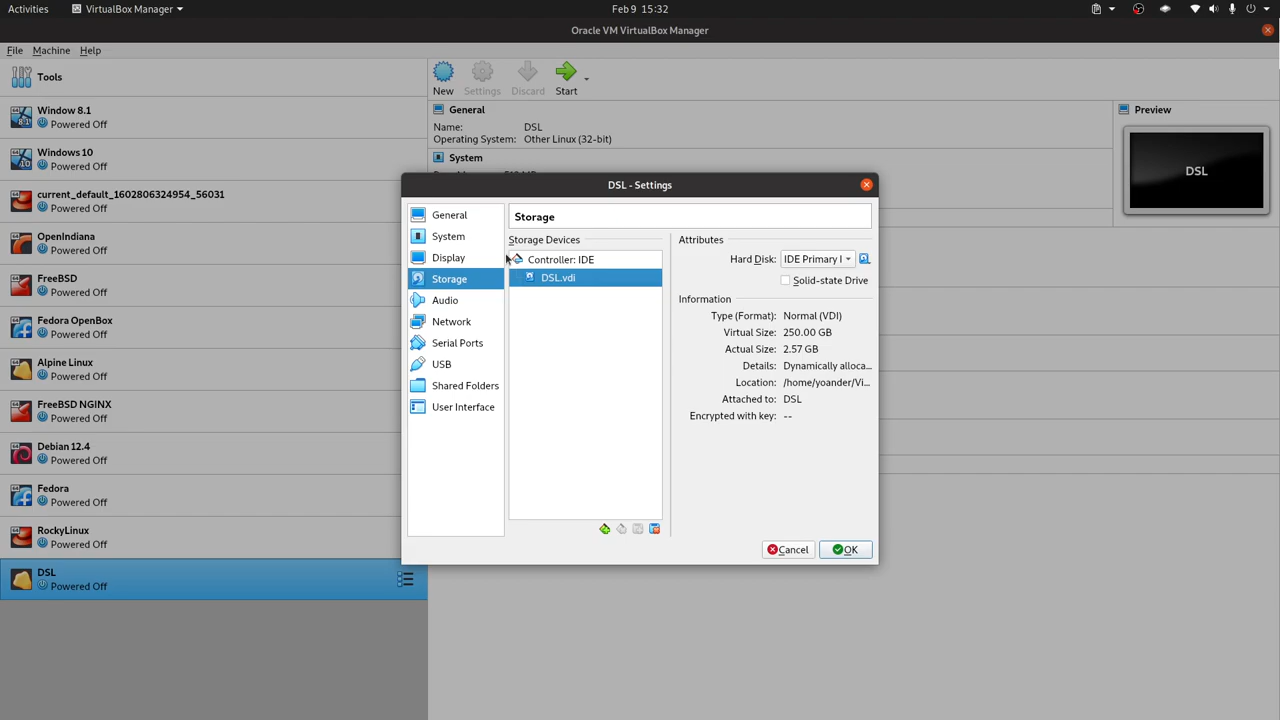 Activities
VirtualBox Manager
Feb 9 15:32
Oracle VM VirtualBox Manager
File Machine Help
Tools
Window 8.1
Powered Off
Windows 10
Powered Off
current_default_1602806324954_56031
Powered Off
OpenIndiana
Powered Off
FreeBSD
Powered Off
Fedora OpenBox
Powered Off
Alpine Linux
Powered Off
FreeBSD NGINX
Powered Off
Debian 12.4
Powered Off
Fedora
Powered Off
RockyLinux
Powered Off
DSL
Powered Off
New Settings Discard Start
General
Name: DSL
Operating System: Other Linux (32-bit)
System
Preview
DSL
DSL - Settings
General
System
Display
Storage
Audio
Network
Serial Ports
USB
Shared Folders
User Interface
Storage
Storage Devices
Controller: IDE
DSL.vdi
Attributes
Hard Disk: IDE Primary I
Solid-state Drive
Information
Type (Format): Normal (VDI)
Virtual Size: 250.00 GB
Actual Size: 2.57 GB
Details: Dynamically alloca...
Location: /home/yoander/Vi...
Attached to: DSL
Encrypted with key: --
Cancel OK